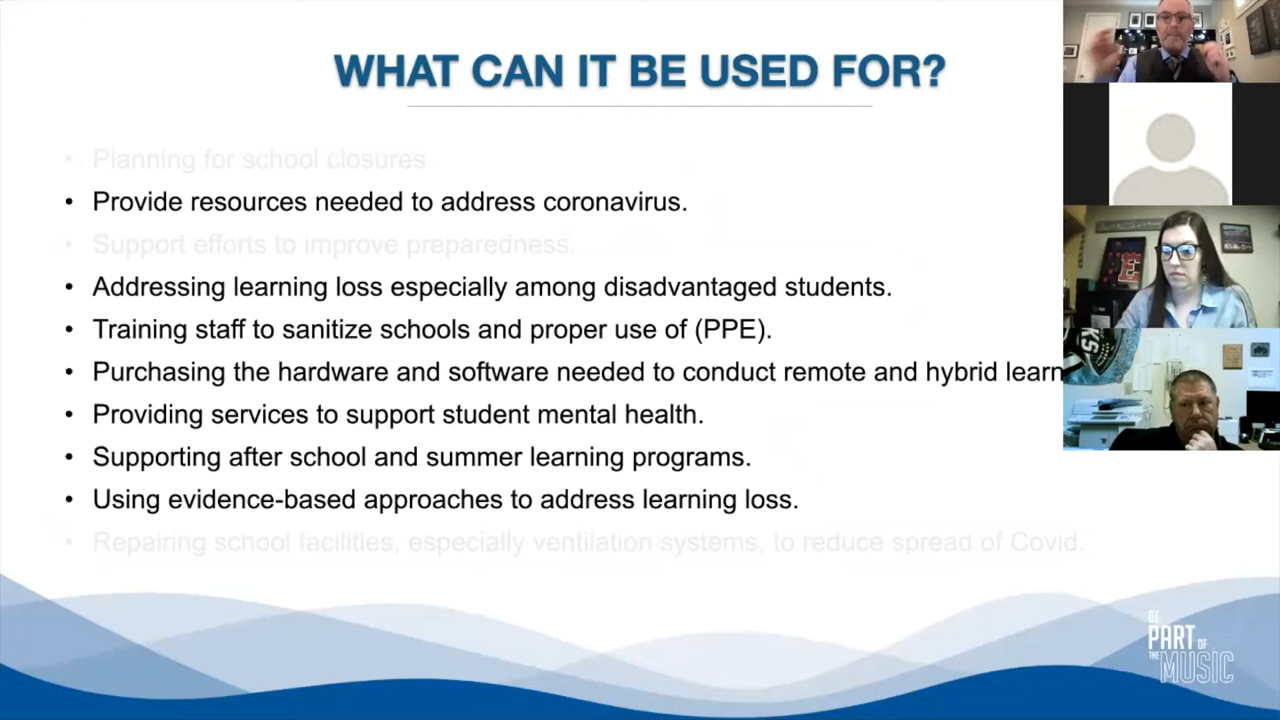 WHAT CAN IT BE USED FOR?
• Planning for school closures
• Provide resources needed to address coronavirus.
• Support efforts to improve preparedness.
• Addressing learning loss especially among disadvantaged students.
• Training staff to sanitize schools and proper use of (PPE).
• Purchasing the hardware and software needed to conduct remote and hybrid learn
• Providing services to support student mental health.
• Supporting after school and summer learning programs.
• Using evidence-based approaches to address learning loss.
• Repairing school facilities, especially ventilation systems, to reduce spread of Covid.
E
BE
PART OF
THE MUSIC